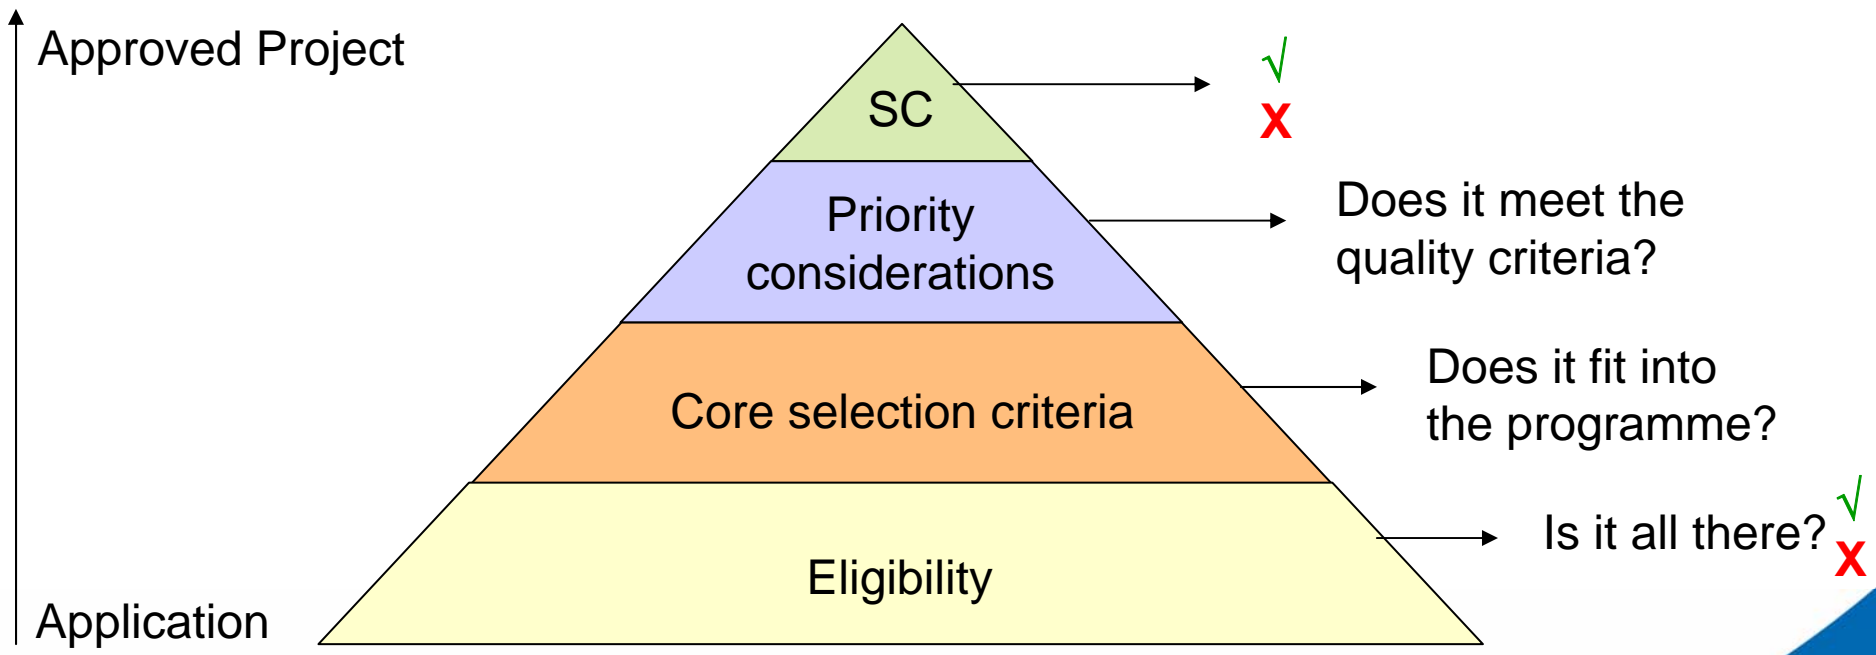 Approved Project
SC
√
X
Priority
considerations
Does it meet the
quality criteria?
Core selection criteria
Does it fit into
the programme?
Eligibility
Is it all there?
√
X
Application